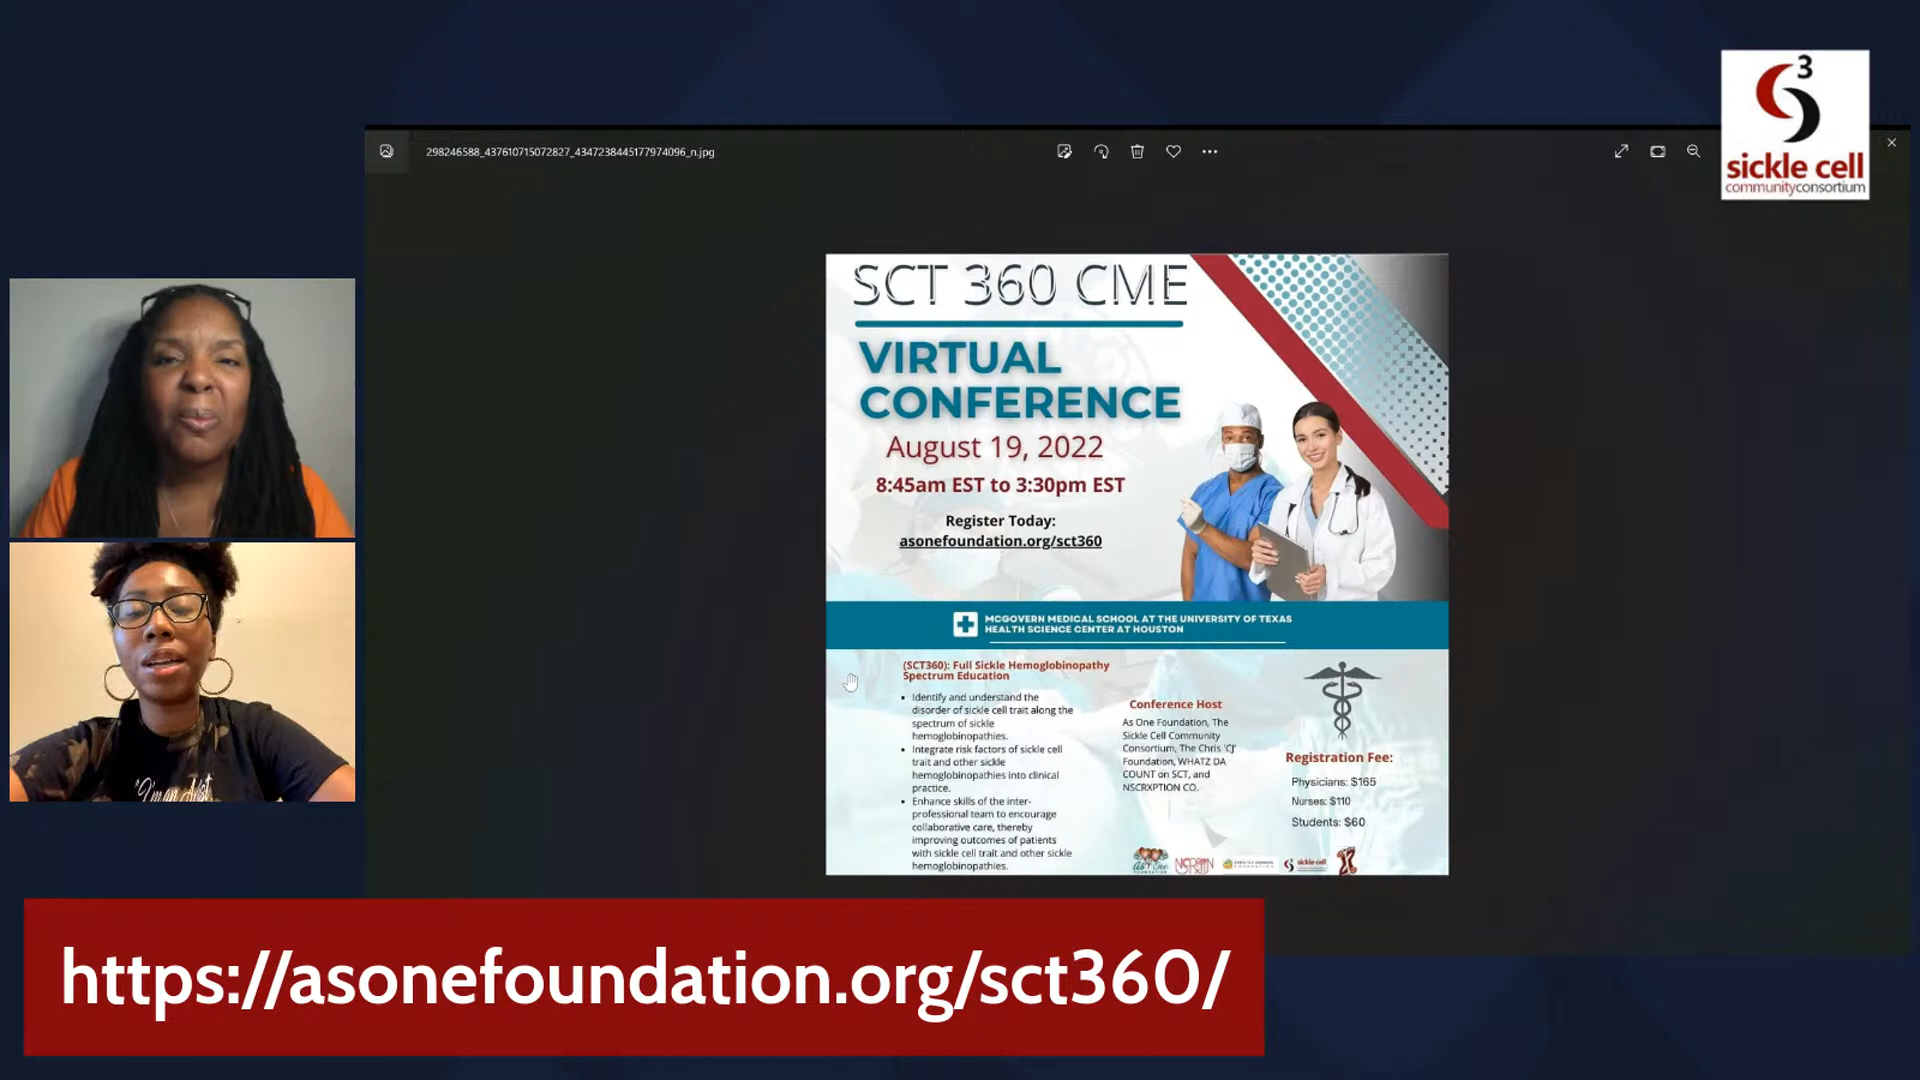 3
sickle cell
communityconsortium
298246588_437610715072827_4347238445177974096_n.jpg
SCT 360 CME
VIRTUAL
CONFERENCE
August 19, 2022
8:45am EST to 3:30pm EST
Register Today:
asonefoundation.org/sct360
MCGOVERN MEDICAL SCHOOL AT THE UNIVERSITY OF TEXAS
HEALTH SCIENCE CENTER AT HOUSTON
(SCT360): Full Sickle Hemoglobinopathy
Spectrum Education
• Identify and understand the
disorder of sickle cell trait along the
spectrum of sickle
hemoglobinopathies.
• Integrate risk factors of sickle cell
trait and other sickle
hemoglobinopathies into clinical
practice.
• Enhance skills of the inter-
professional team to encourage
collaborative care, thereby
improving outcomes of patients
with sickle cell trait and other sickle
hemoglobinopathies.
Conference Host
As One Foundation, The
Sickle Cell Community
Consortium, The Chris 'CJ'
Foundation, WHATZ DA
COUNT on SCT, and
NSCRXPTION CO.
Registration Fee:
Physicians: $165
Nurses: $110
Students: $60
sickle cell
"I'm an
https://asonefoundation.org/sct360/